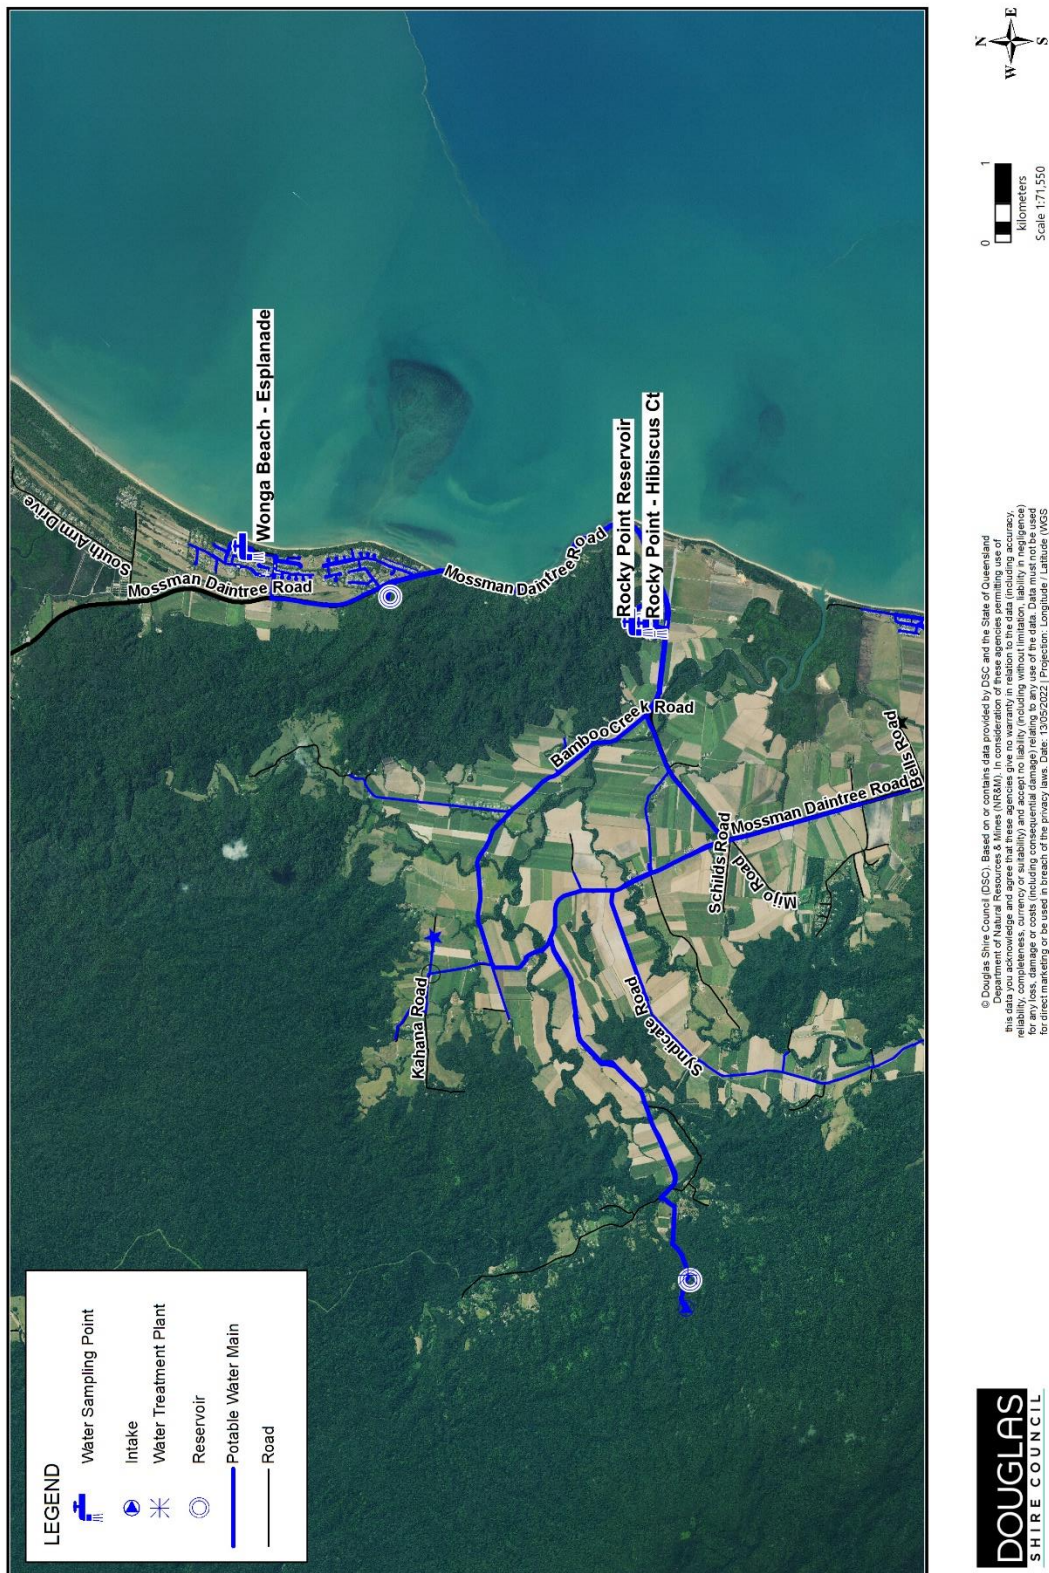 LEGEND
Water Sampling Point
Intake
Water Treatment Plant
Reservoir
Potable Water Main
Road
South Arm Drive
Mossman Daintree Road
Wonga Beach - Esplanade
Mossman Daintree Road
Rocky Point Reservoir
Rocky Point - Hibiscus Ct
Bamboo Creek Road
Kahana Road
Schilds Road
Mossman Daintree Road
Mijo Road
Bells Road
Syndicate Road
N
W E
S
0 1
kilometers
Scale 1:71,550
© Douglas Shire Council (DSC). Based on or contains data provided by DSC and the State of Queensland
Department of Natural Resources & Mines (NR&M). In consideration of these agencies permitting use of
this data you acknowledge and agree that these agencies give no warranty in relation to the data (including accuracy,
reliability, completeness, currency or suitability) and accept no liability (including without limitation, liability in negligence)
for any loss, damage or costs (including consequential damage) relating to any use of the data. Data must not be used
for direct marketing or be used in breach of the privacy laws. Date: 13/05/2022 | Projection: Longitude / Latitude (WGS
DOUGLAS
SHIRE COUNCIL